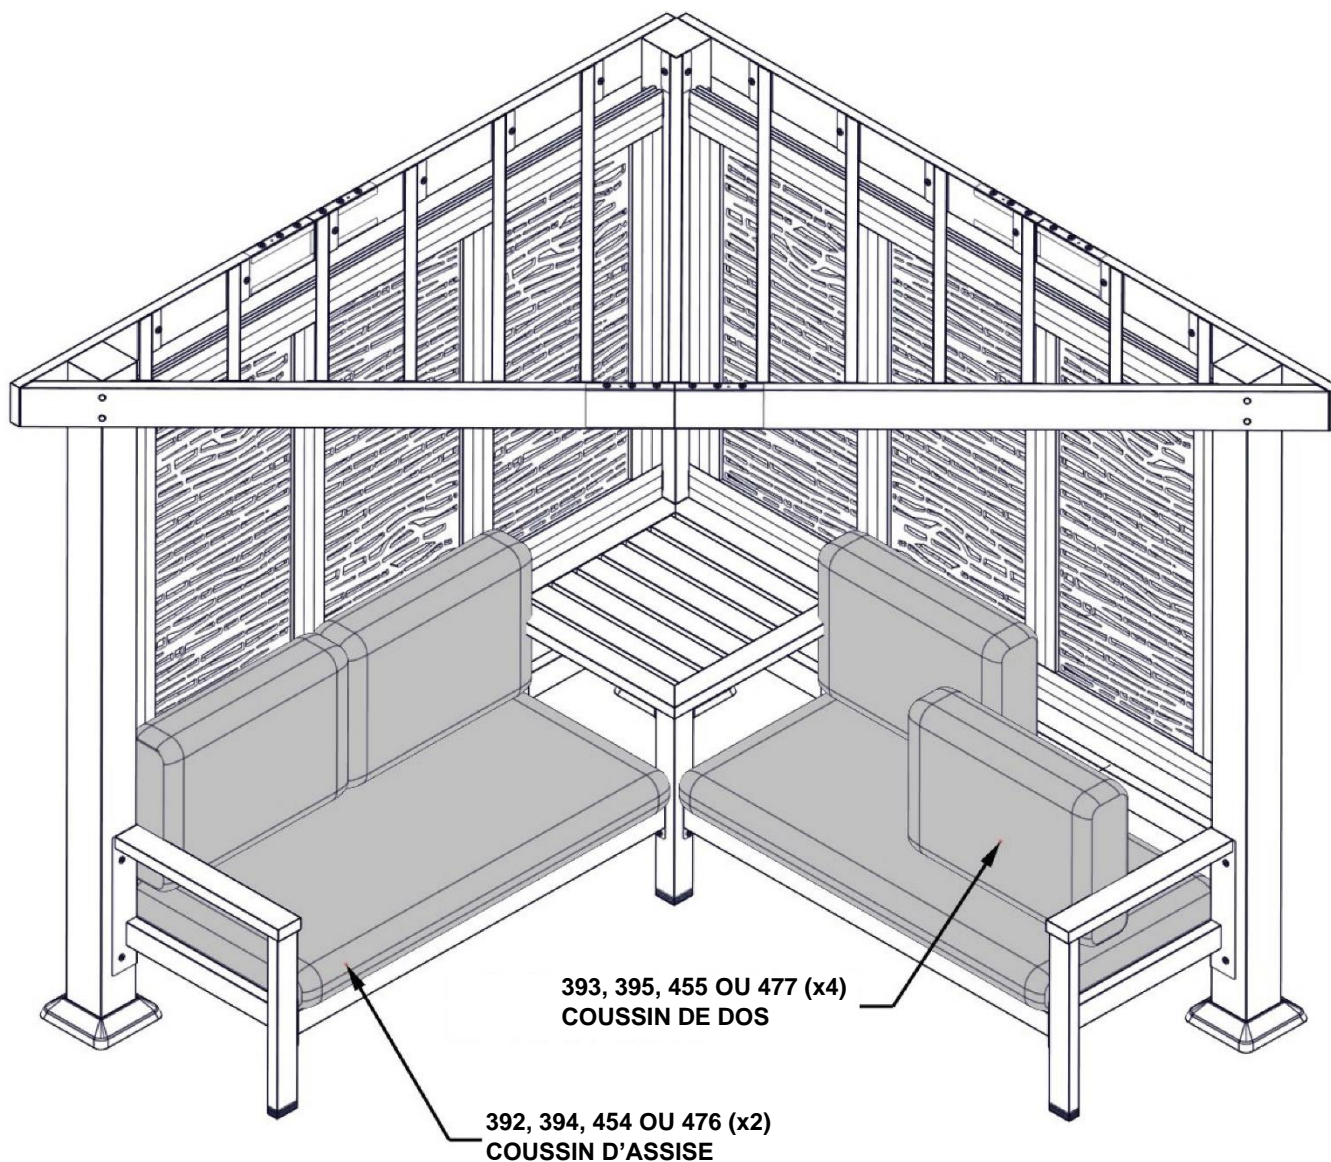 393, 395, 455 OU 477 (x4)
COUSSIN DE DOS
392, 394, 454 OU 476 (x2)
COUSSIN D'ASSISE